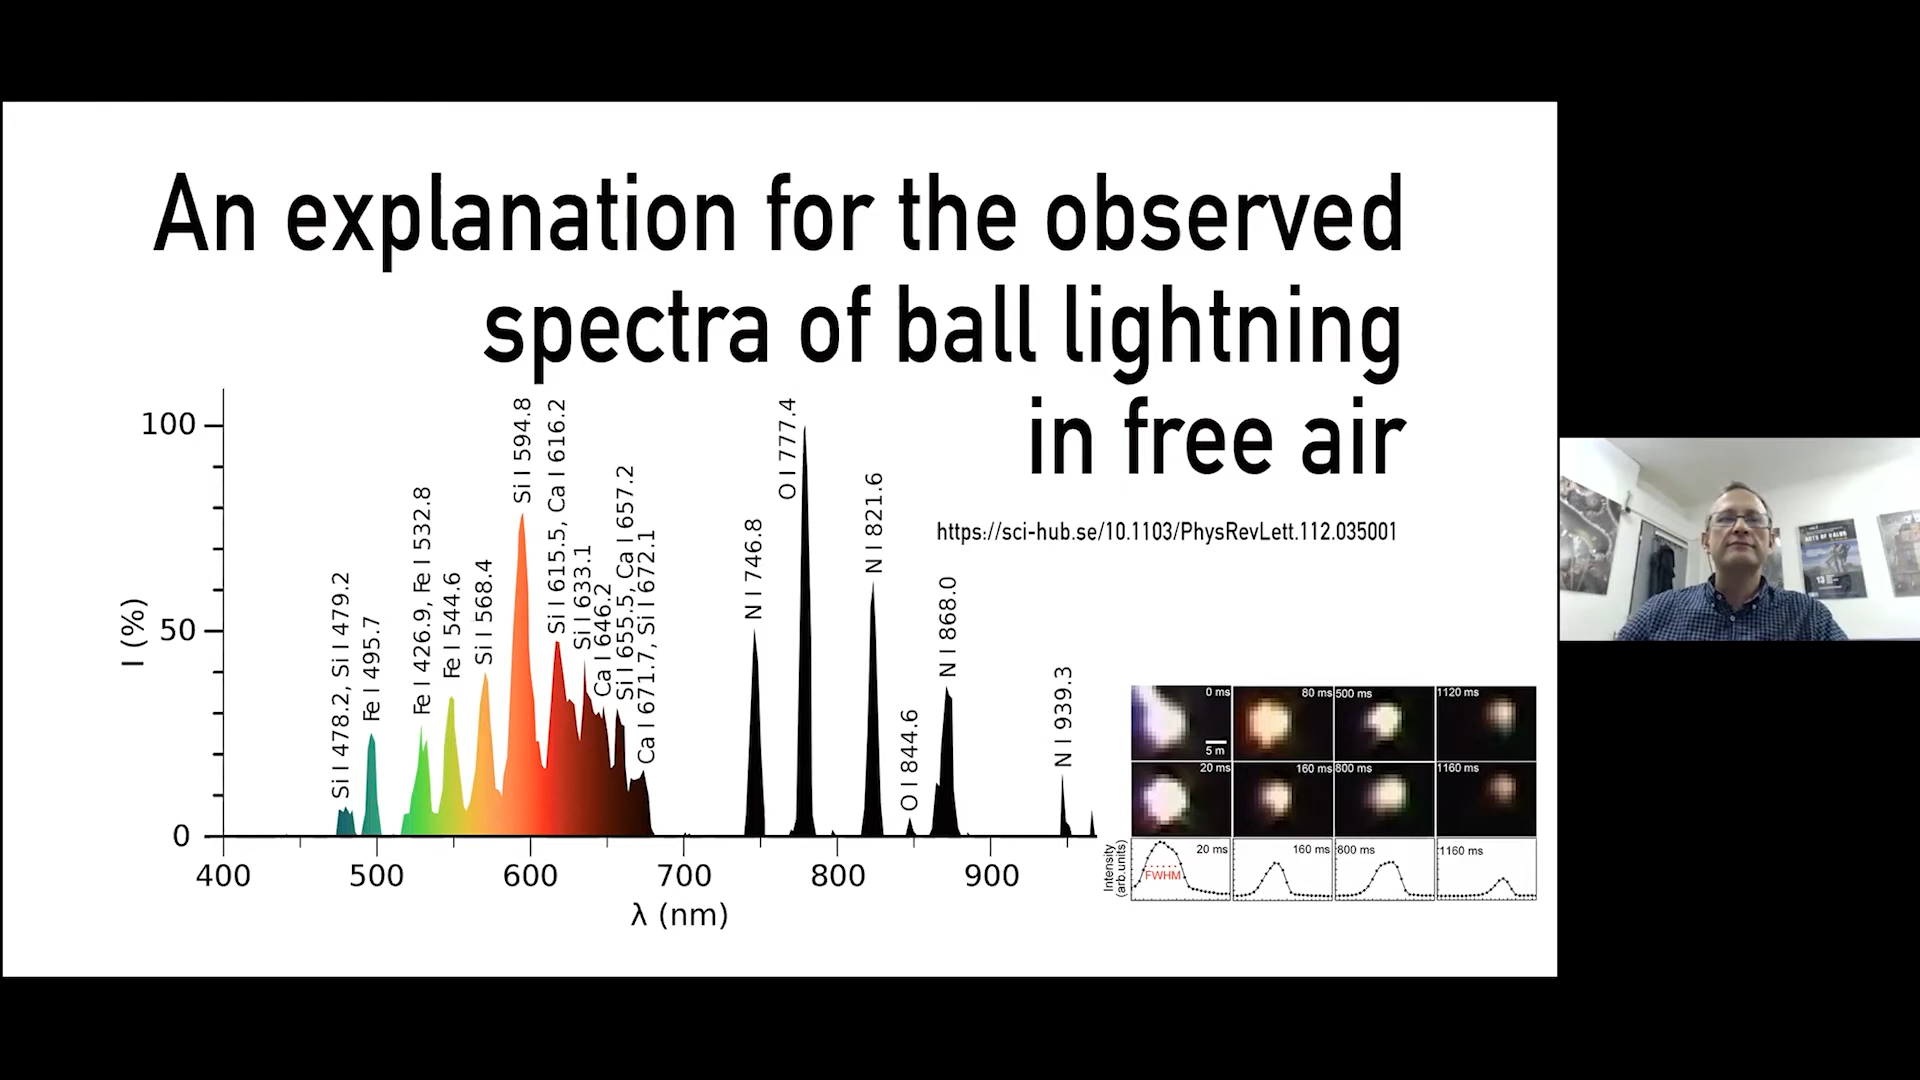 An explanation for the observed
spectra of ball lightning
in free air
https://sci-hub.se/10.1103/PhysRevLett.112.035001
100
50
0
I (%)
400
500
600
700
800
900
λ (nm)
Si I 478.2, Si I 479.2
Fe I 495.7
Fe I 426.9, Fe I 532.8
Fe I 544.6
Si I 568.4
Si I 594.8
Si I 615.5, Ca I 616.2
Si I 633.1
Ca I 646.2
Si I 655.5, Ca I 657.2
Ca I 671.7, Si I 672.1
N I 746.8
O I 777.4
N I 821.6
O I 844.6
N I 868.0
N I 939.3
0 ms
80 ms
500 ms
1120 ms
5 m
20 ms
160 ms
800 ms
1160 ms
Intensity
(arb.units)
20 ms
FWHM
160 ms
800 ms
1160 ms
ACTS OF VALOR
13